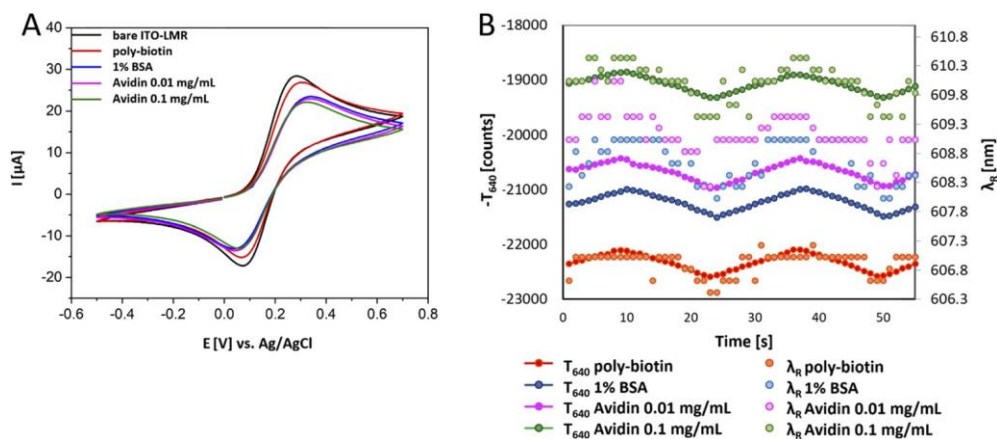 A
bare ITO-LMR
poly-biotin
1% BSA
Avidin 0.01 mg/mL
Avidin 0.1 mg/mL
40
30
20
10
0
-10
-20
I [µA]
-0.6 -0.4 -0.2 0.0 0.2 0.4 0.6 0.8
E [V] vs. Ag/AgCl
B
-18000
-19000
-20000
-21000
-22000
-23000
-T₆₄₀ [counts]
610.8
610.3
609.8
609.3
608.8
608.3
607.8
607.3
606.8
606.3
λR [nm]
0 10 20 30 40 50
Time [s]
T₆₄₀ poly-biotin λR poly-biotin
T₆₄₀ 1% BSA λR 1% BSA
T₆₄₀ Avidin 0.01 mg/mL λR Avidin 0.01 mg/mL
T₆₄₀ Avidin 0.1 mg/mL λR Avidin 0.1 mg/mL